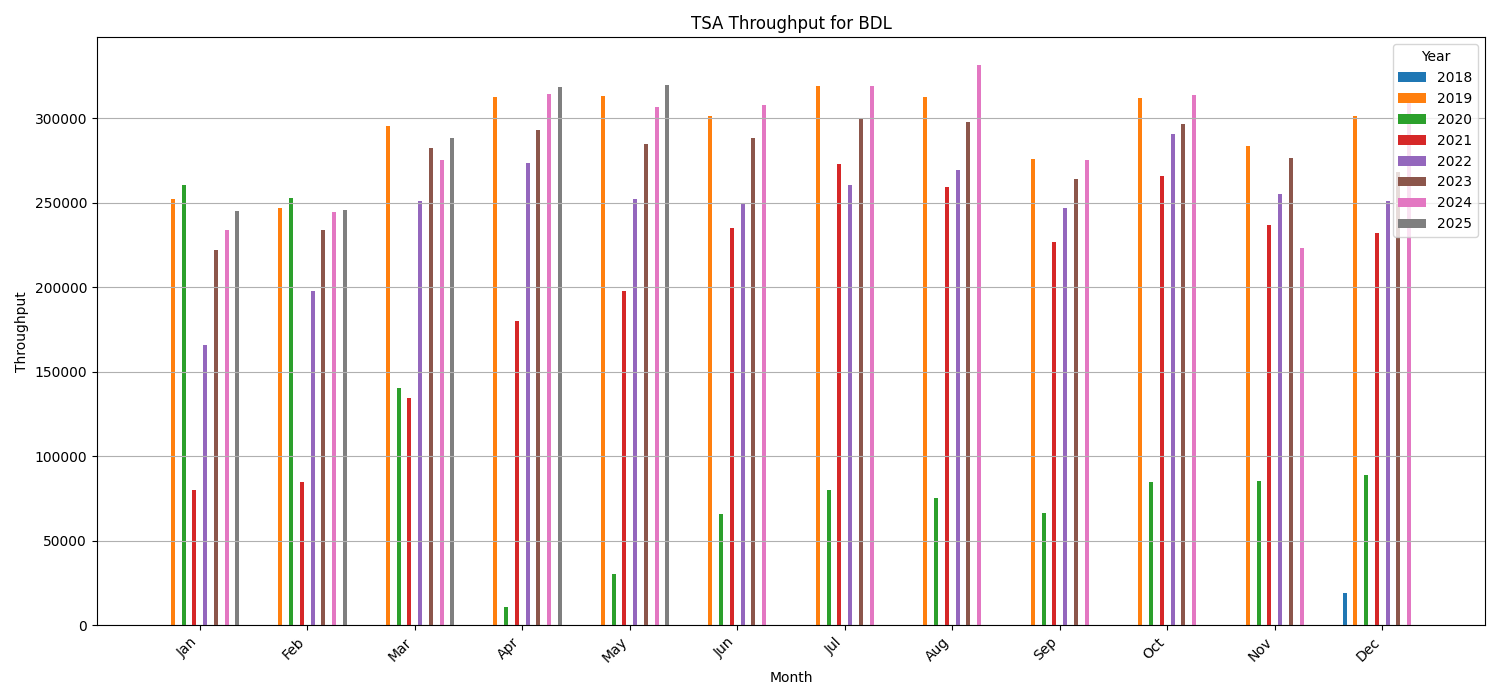 TSA Throughput for BDL
Year
2018
2019
2020
2021
2022
2023
2024
2025
Throughput
300000
250000
200000
150000
100000
50000
0
Jan
Feb
Mar
Apr
May
Jun
Jul
Aug
Sep
Oct
Nov
Dec
Month